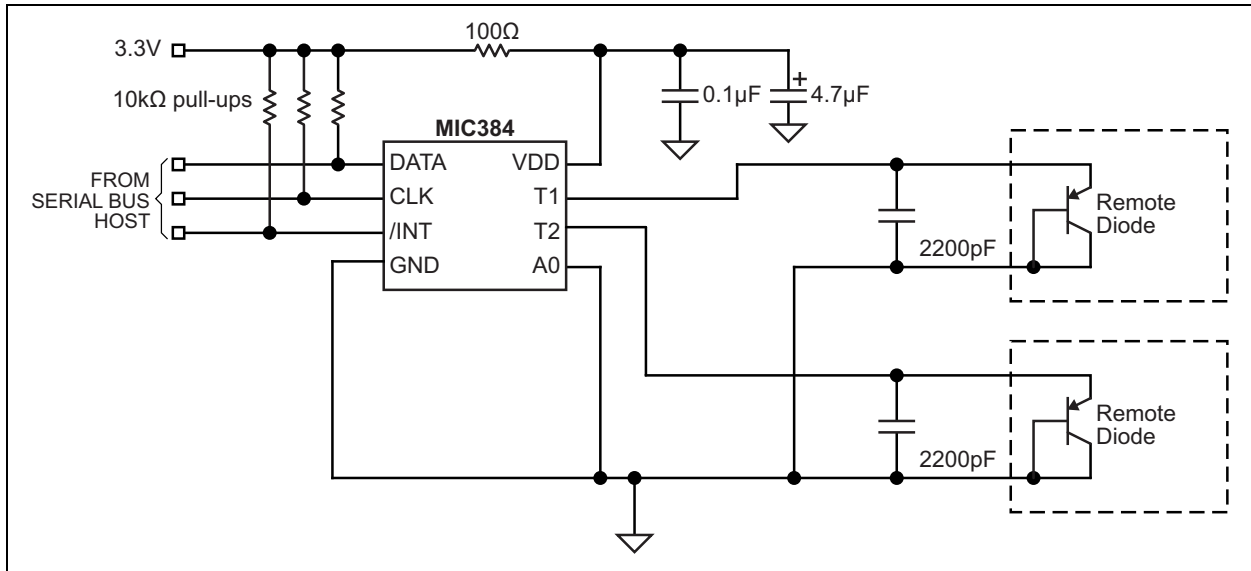 100Ω
3.3V
10kΩ pull-ups
0.1µF
+
4.7µF
MIC384
FROM
SERIAL BUS
HOST
DATA
CLK
/INT
GND
VDD
T1
T2
A0
2200pF
Remote
Diode
2200pF
Remote
Diode